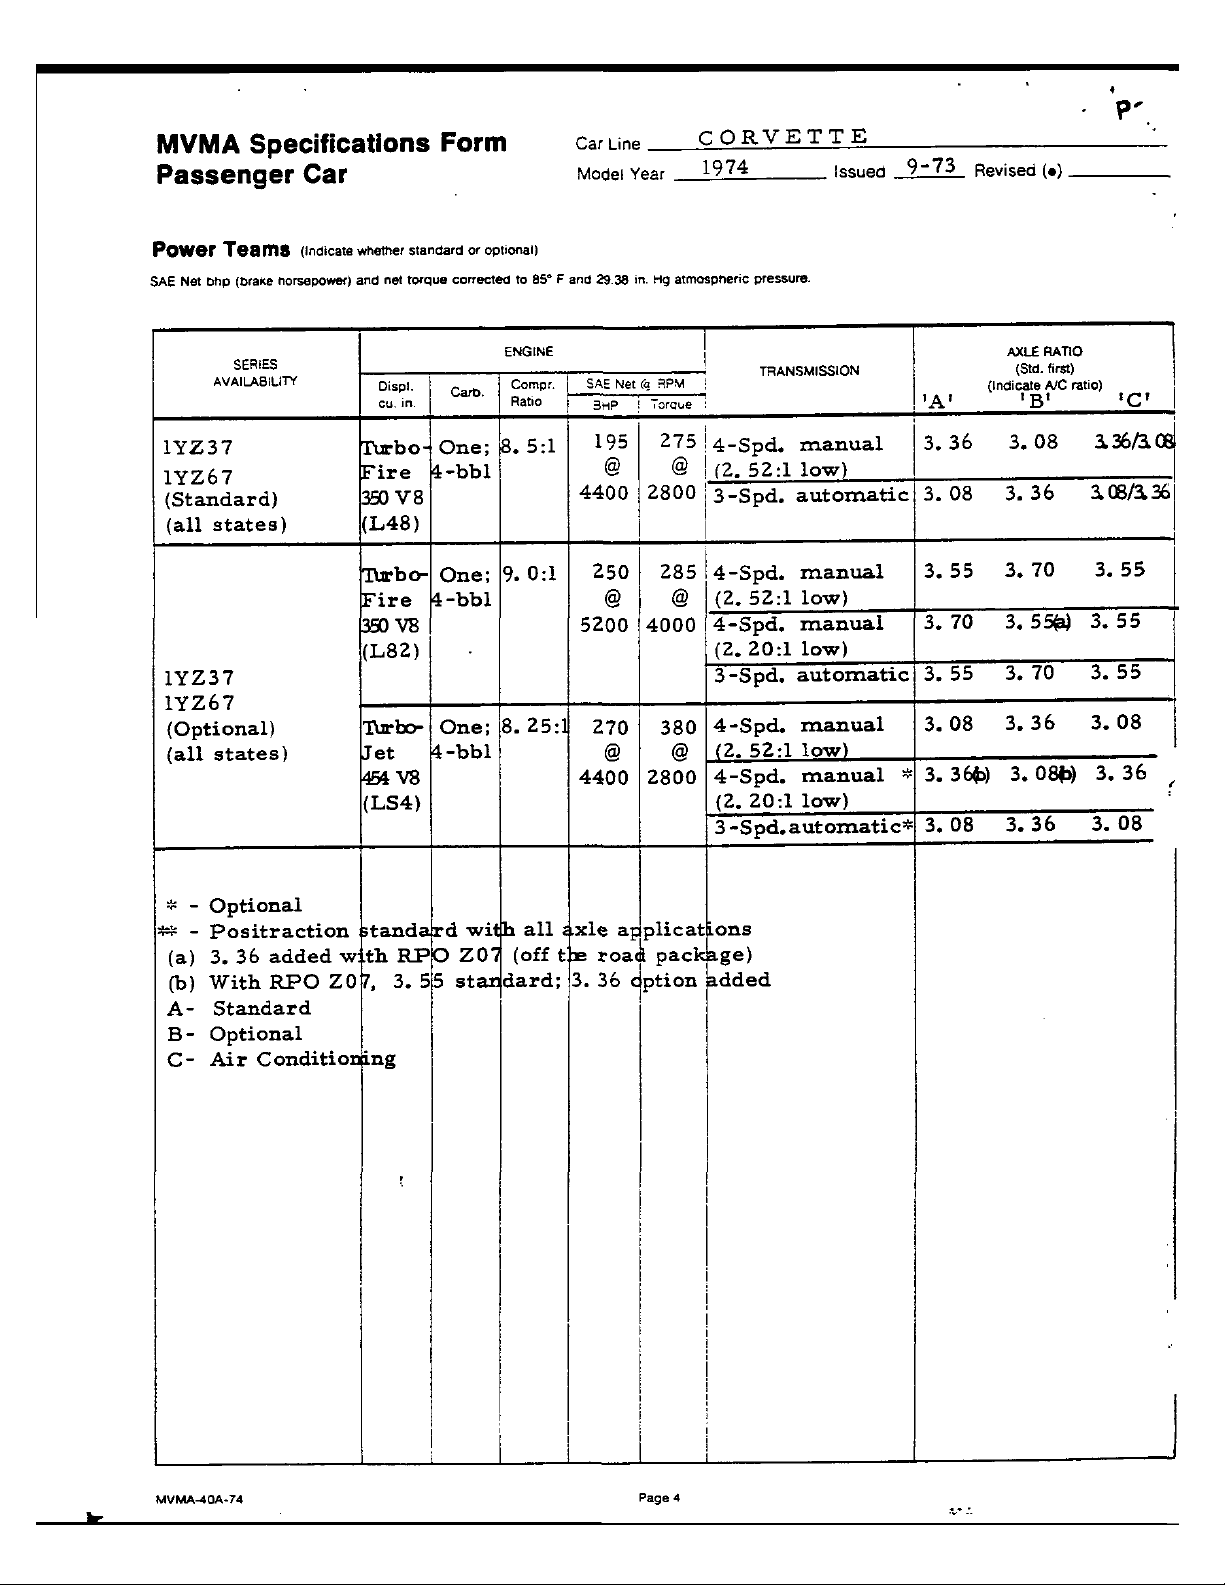 P
MVMA Specifications Form
Passenger Car
Car Line CORVETTE
Model Year 1974 Issued 9-73 Revised (•)
Power Teams (Indicate whether standard or optional)
SAE Net bhp (brake horsepower) and net torque corrected to 85° F and 29.38 in. Hg atmospheric pressure.
SERIES AVAILABILITY
ENGINE
Displ. cu. in.
Carb.
Compr. Ratio
SAE Net @ RPM
BHP Torque
TRANSMISSION
AXLE RATIO
(Std. first)
(Indicate A/C ratio)
'A' 'B' 'C'
1YZ37 Turbo- One; 8.5:1 195 275 4-Spd. manual 3.36 3.08 3.36/3.08
1YZ67 Fire 4-bbl @ @ (2.52:1 low)
(Standard) 350 V8 4400 2800 3-Spd. automatic 3.08 3.36 3.08/3.36
(all states) (L48)
Turbo- One; 9.0:1 250 285 4-Spd. manual 3.55 3.70 3.55
Fire 4-bbl @ @ (2.52:1 low)
350 V8 5200 4000 4-Spd. manual 3.70 3.55(a) 3.55
(L82) (2.20:1 low)
1YZ37 3-Spd. automatic 3.55 3.70 3.55
1YZ67
(Optional) Turbo- One; 8.25:1 270 380 4-Spd. manual 3.08 3.36 3.08
(all states) Jet 4-bbl @ @ (2.52:1 low)
454 V8 4400 2800 4-Spd. manual * 3.36(b) 3.08(b) 3.36
(LS4) (2.20:1 low)
3-Spd. automatic* 3.08 3.36 3.08
* - Optional
** - Positraction standard with all axle applications
(a) 3.36 added with RPO Z07 (off the road package)
(b) With RPO Z07, 3.55 standard; 3.36 option added
A- Standard
B- Optional
C- Air Conditioning
MVMA-40A-74 Page 4